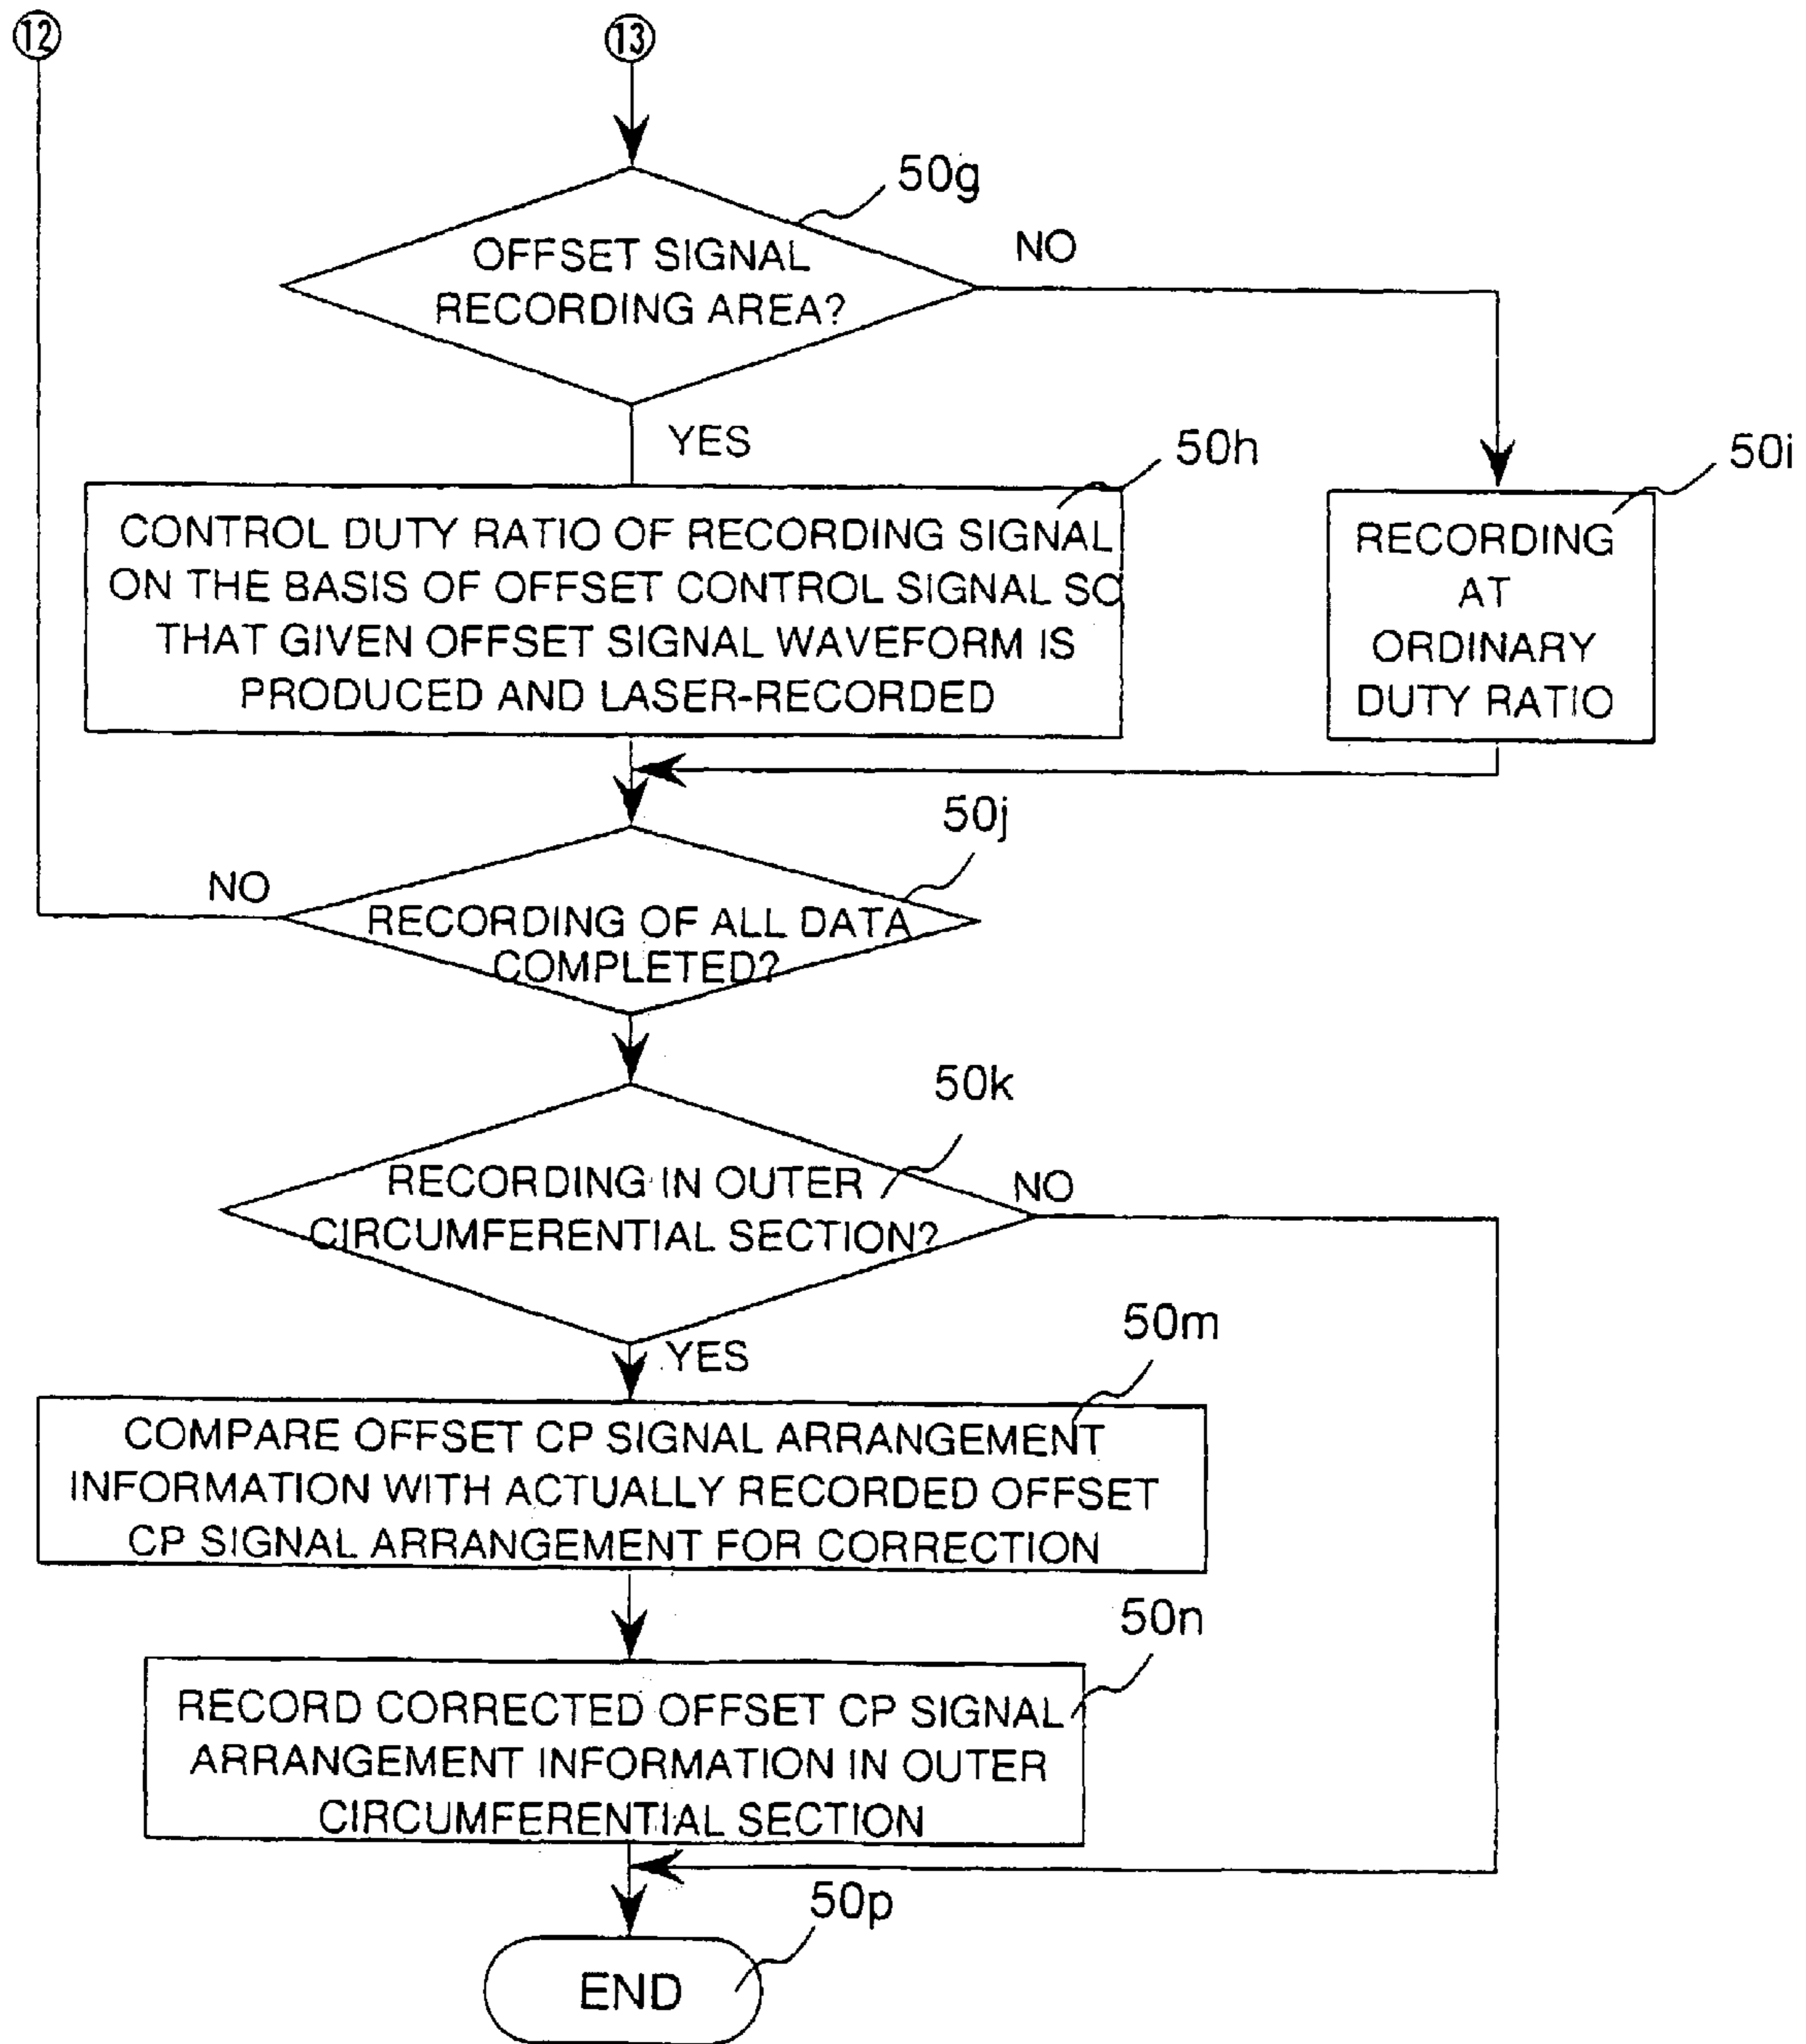 ⑫
⑬
50g
OFFSET SIGNAL
RECORDING AREA?
NO
YES
50h
50i
CONTROL DUTY RATIO OF RECORDING SIGNAL
ON THE BASIS OF OFFSET CONTROL SIGNAL SO
THAT GIVEN OFFSET SIGNAL WAVEFORM IS
PRODUCED AND LASER-RECORDED
RECORDING
AT
ORDINARY
DUTY RATIO
50j
NO
RECORDING OF ALL DATA
COMPLETED?
50k
RECORDING IN OUTER
CIRCUMFERENTIAL SECTION?
NO
YES
50m
COMPARE OFFSET CP SIGNAL ARRANGEMENT
INFORMATION WITH ACTUALLY RECORDED OFFSET
CP SIGNAL ARRANGEMENT FOR CORRECTION
50n
RECORD CORRECTED OFFSET CP SIGNAL
ARRANGEMENT INFORMATION IN OUTER
CIRCUMFERENTIAL SECTION
50p
END